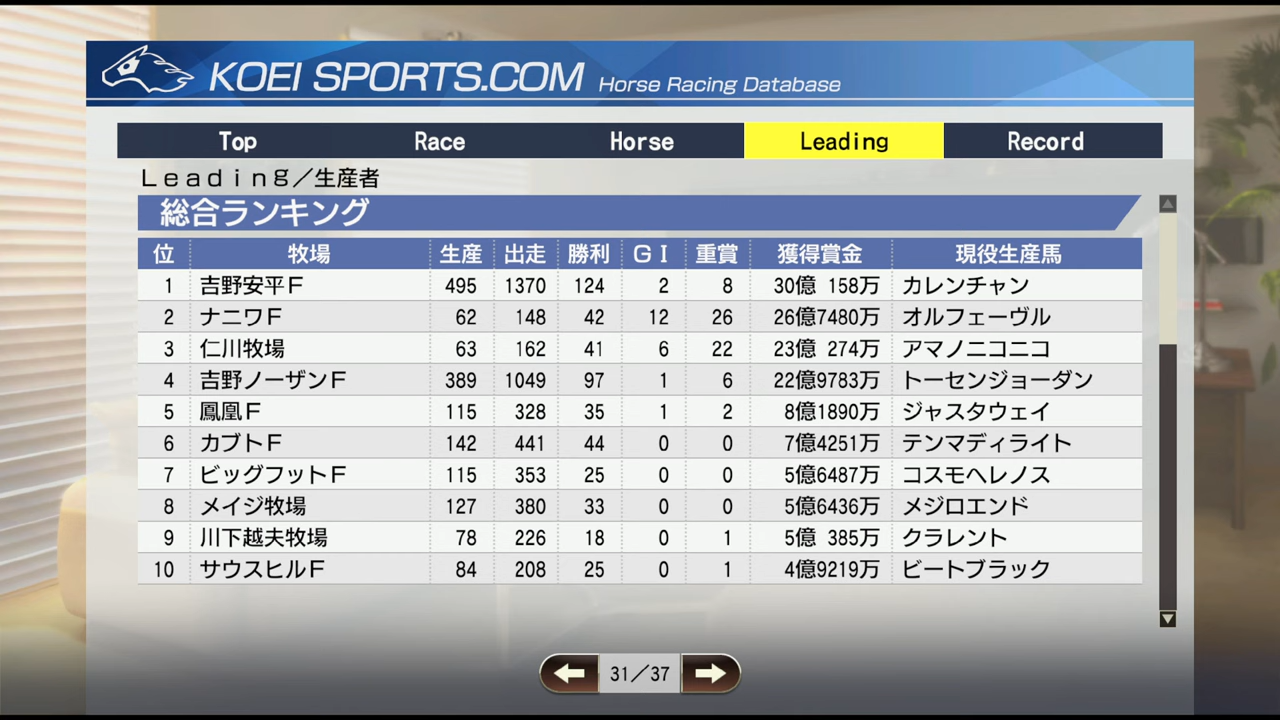 KOEI SPORTS.COM Horse Racing Database
Top Race Horse Leading Record
Ｌｅａｄｉｎｇ／生産者
総合ランキング
位 牧場 生産 出走 勝利 ＧⅠ 重賞 獲得賞金 現役生産馬
1 吉野安平Ｆ 495 1370 124 2 8 30億 158万 カレンチャン
2 ナニワＦ 62 148 42 12 26 26億7480万 オルフェーヴル
3 仁川牧場 63 162 41 6 22 23億 274万 アマノニコニコ
4 吉野ノーザンＦ 389 1049 97 1 6 22億9783万 トーセンジョーダン
5 鳳凰Ｆ 115 328 35 1 2 8億1890万 ジャスタウェイ
6 カブトＦ 142 441 44 0 0 7億4251万 テンマディライト
7 ビッグフットＦ 115 353 25 0 0 5億6487万 コスモヘレノス
8 メイジ牧場 127 380 33 0 0 5億6436万 メジロエンド
9 川下越夫牧場 78 226 18 0 1 5億 385万 クラレント
10 サウスヒルＦ 84 208 25 0 1 4億9219万 ビートブラック
31／37